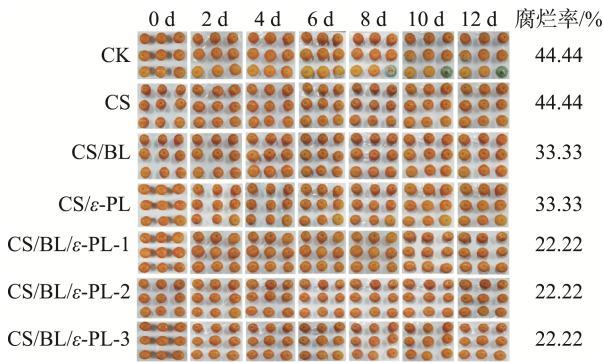 0 d 2 d 4 d 6 d 8 d 10 d 12 d 腐烂率/%
CK 44.44
CS 44.44
CS/BL 33.33
CS/ε-PL 33.33
CS/BL/ε-PL-1 22.22
CS/BL/ε-PL-2 22.22
CS/BL/ε-PL-3 22.22